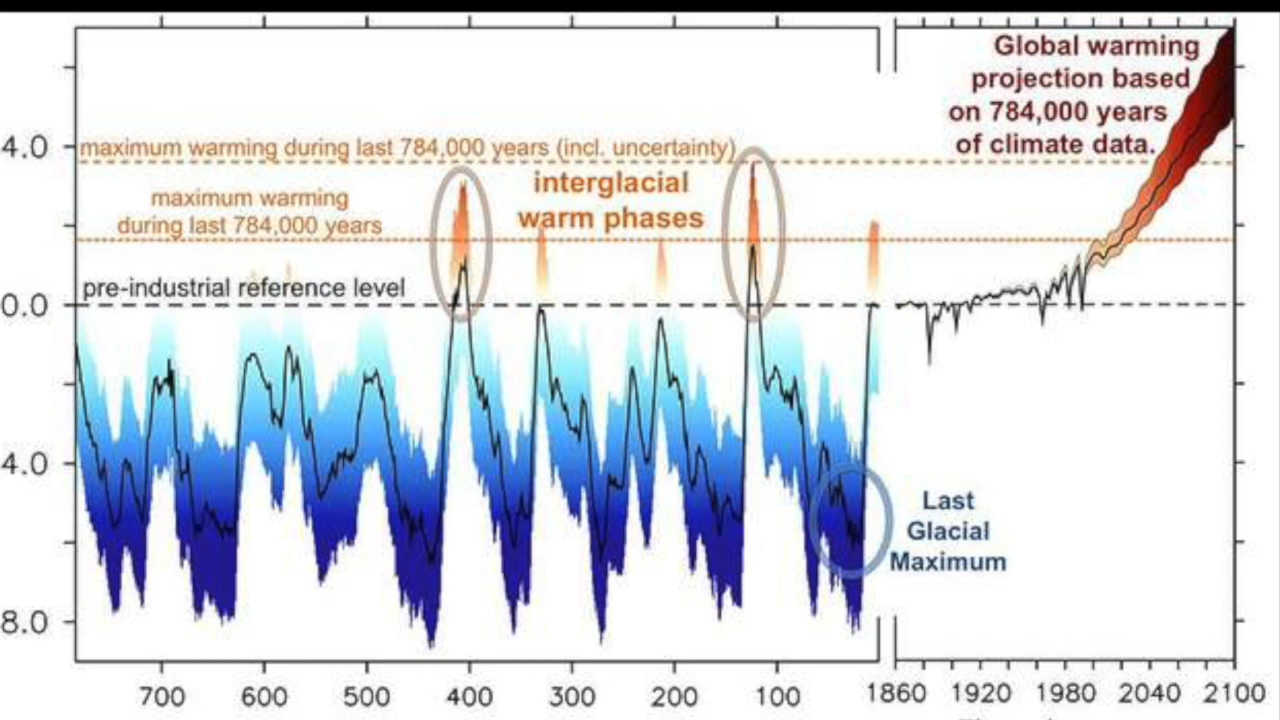 Global warming
projection based
on 784,000 years
of climate data.
4.0
maximum warming during last 784,000 years (incl. uncertainty)
interglacial
warm phases
maximum warming
during last 784,000 years
pre-industrial reference level
0.0
4.0
Last
Glacial
Maximum
8.0
700 600 500 400 300 200 100 1860 1920 1980 2040 2100